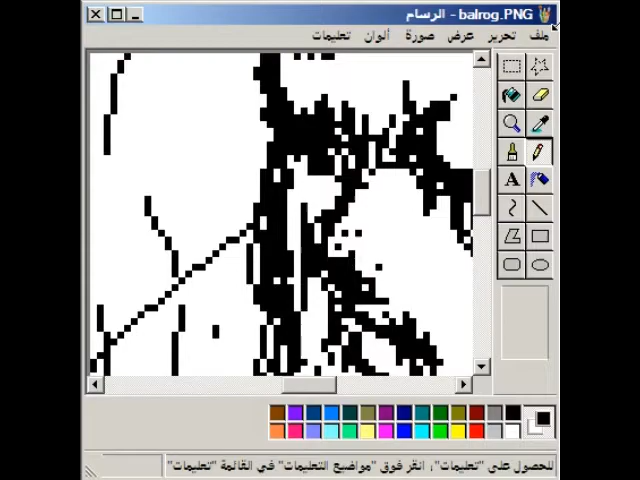 balrog.PNG - الرسام
ملف تحرير عرض صورة ألوان تعليمات
A
للحصول على "تعليمات"، انقر فوق "مواضيع التعليمات" في القائمة "تعليمات"